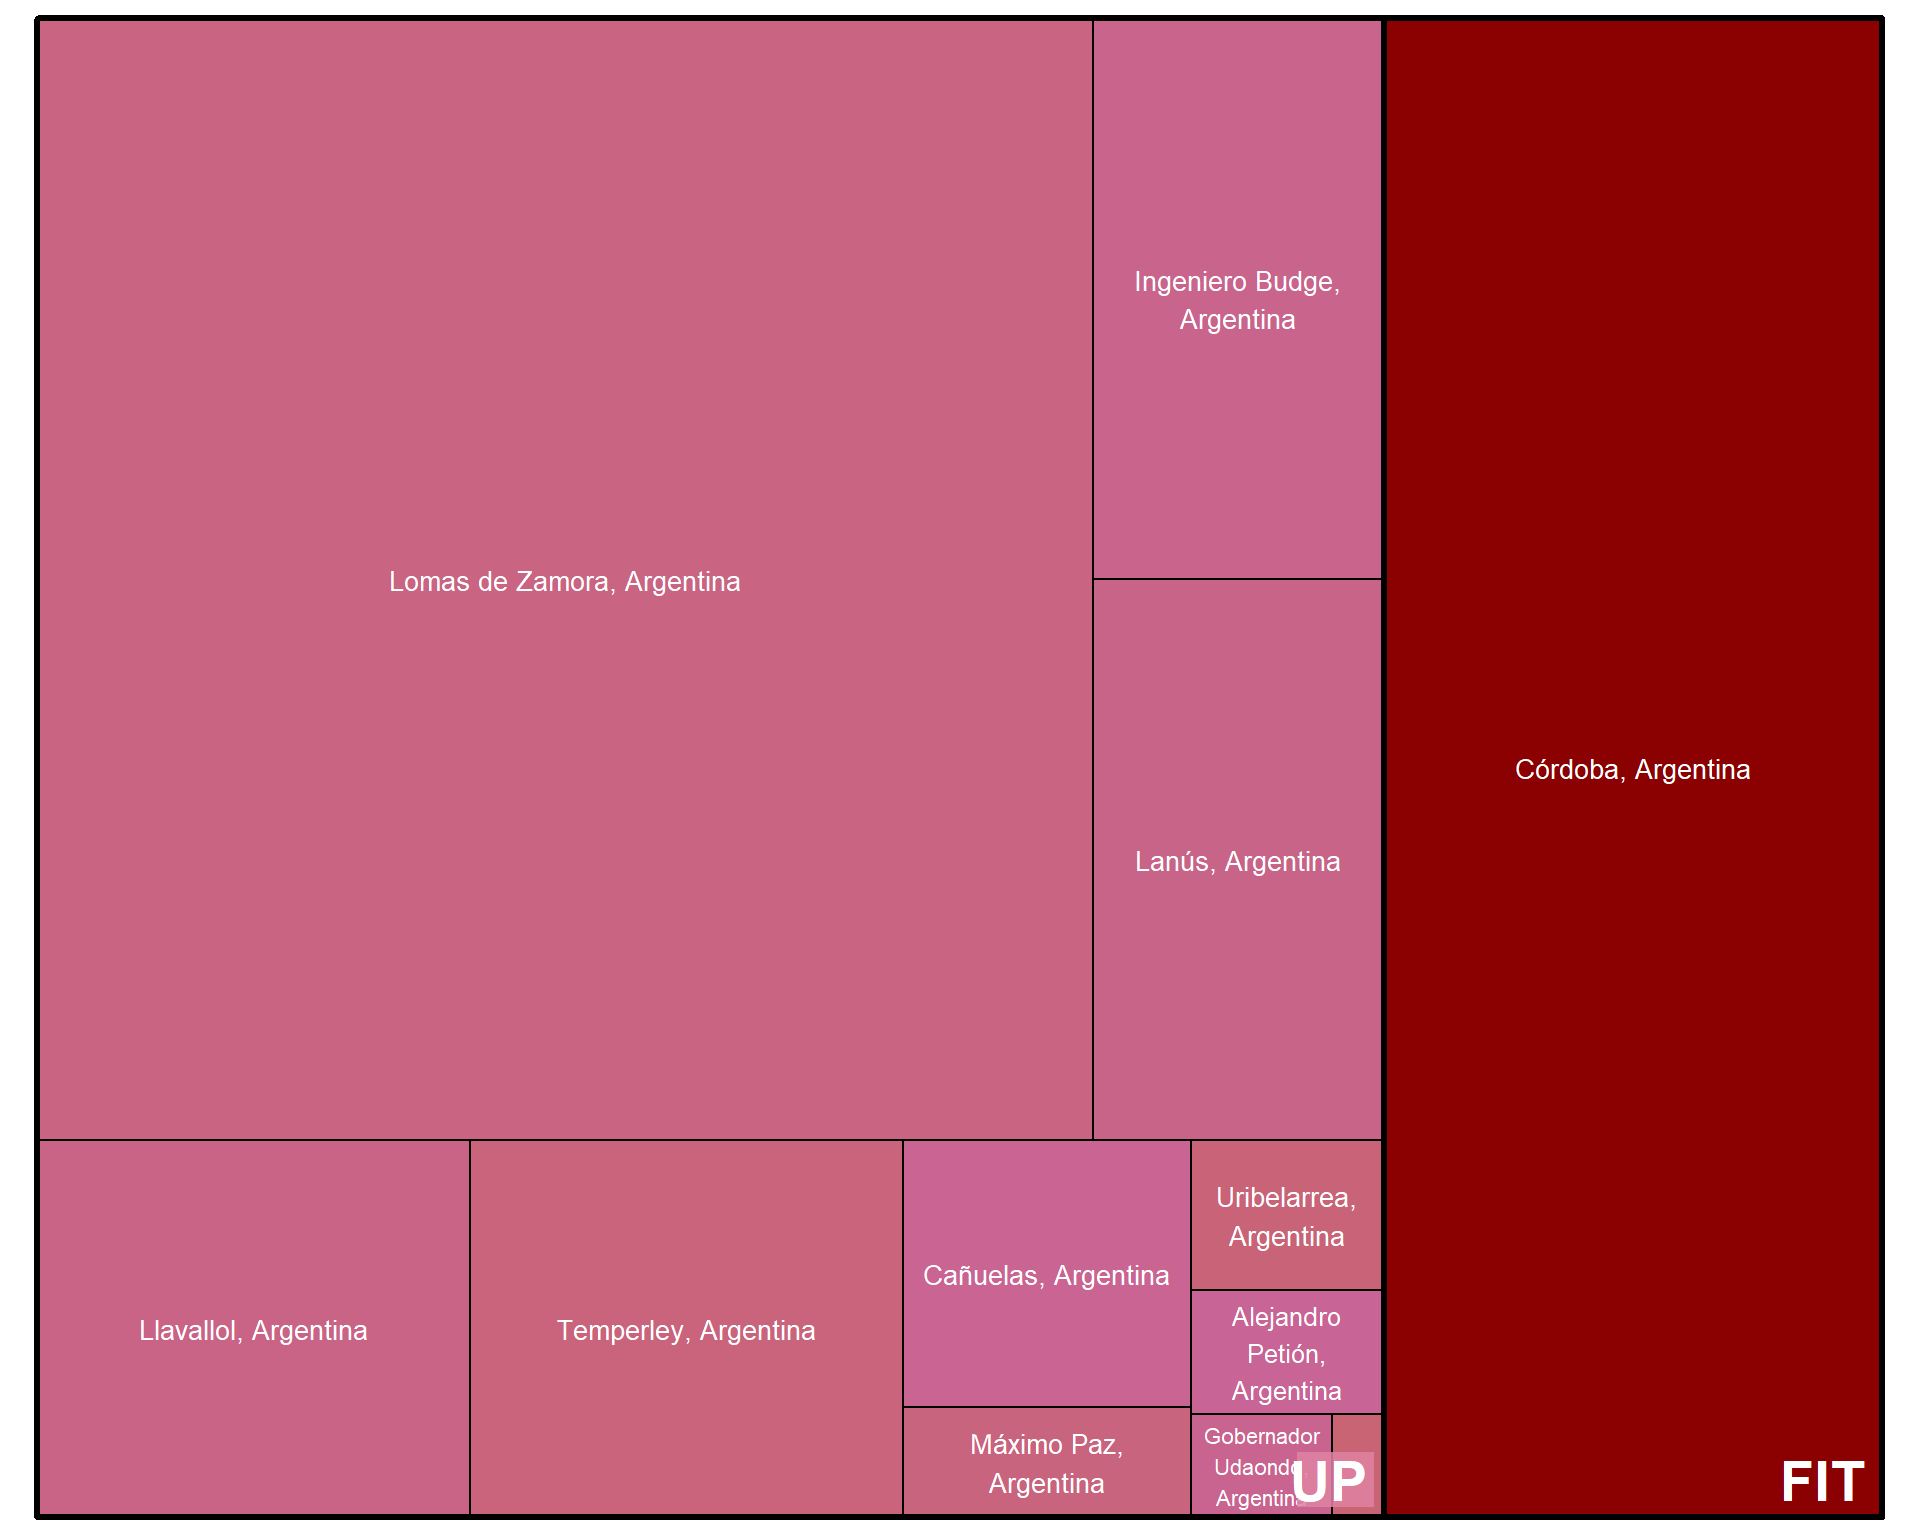 Lomas de Zamora, Argentina
Ingeniero Budge,
Argentina
Lanús, Argentina
Córdoba, Argentina
Llavallol, Argentina
Temperley, Argentina
Cañuelas, Argentina
Máximo Paz,
Argentina
Uribelarrea,
Argentina
Alejandro
Petión,
Argentina
Gobernador
Udaondo,
Argentina
UP
FIT